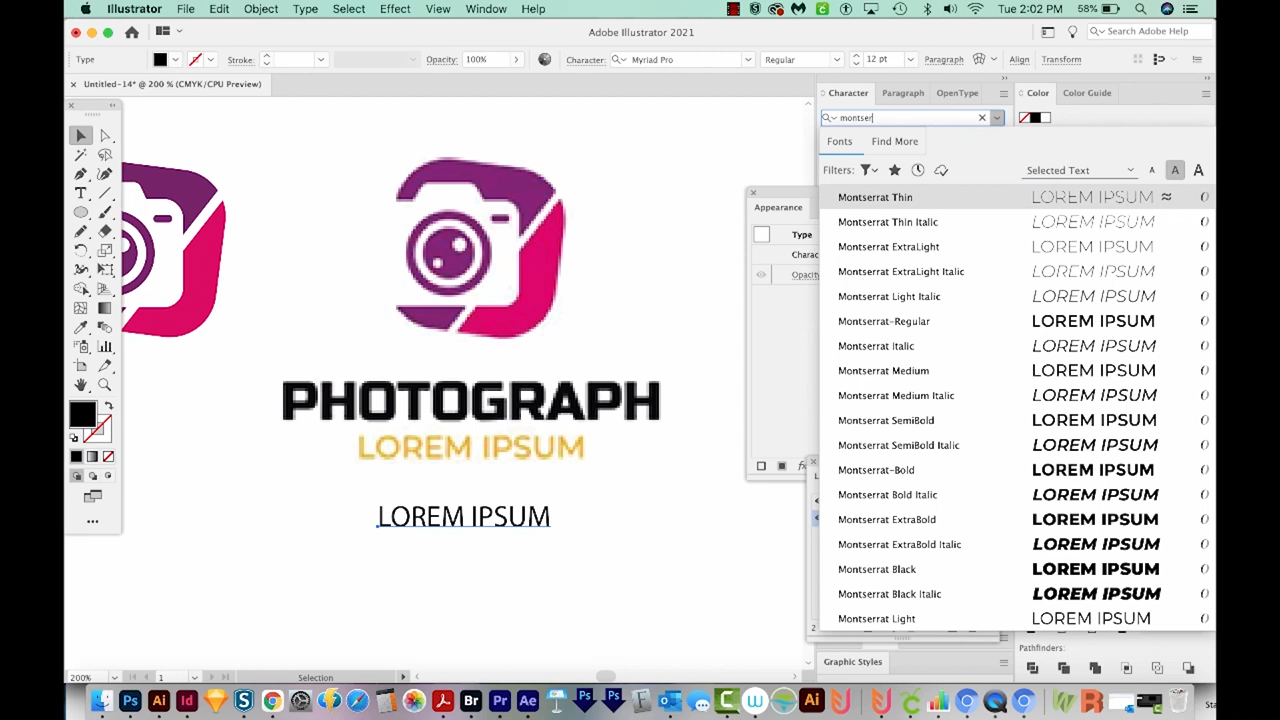 Illustrator File Edit Object Type Select Effect View Window Help Tue 2:02 PM 58%
Adobe Illustrator 2021 Search Adobe Help
Type Stroke: Opacity: 100% Character: Myriad Pro Regular 12 pt Paragraph Align Transform
Untitled-14* @ 200 % (CMYK/CPU Preview)
Character Paragraph OpenType Color Color Guide
montser
Fonts Find More
Filters: Selected Text A A A
Montserrat Thin LOREM IPSUM
Montserrat Thin Italic LOREM IPSUM
Montserrat ExtraLight LOREM IPSUM
Montserrat ExtraLight Italic LOREM IPSUM
Montserrat Light Italic LOREM IPSUM
Montserrat-Regular LOREM IPSUM
Montserrat Italic LOREM IPSUM
Montserrat Medium LOREM IPSUM
Montserrat Medium Italic LOREM IPSUM
Montserrat SemiBold LOREM IPSUM
Montserrat SemiBold Italic LOREM IPSUM
Montserrat-Bold LOREM IPSUM
Montserrat Bold Italic LOREM IPSUM
Montserrat ExtraBold LOREM IPSUM
Montserrat ExtraBold Italic LOREM IPSUM
Montserrat Black LOREM IPSUM
Montserrat Black Italic LOREM IPSUM
Montserrat Light LOREM IPSUM
Appearance
Type
Charac
Opacity
PHOTOGRAPH
LOREM IPSUM
LOREM IPSUM
Pathfinders:
Graphic Styles
200% 1 Selection